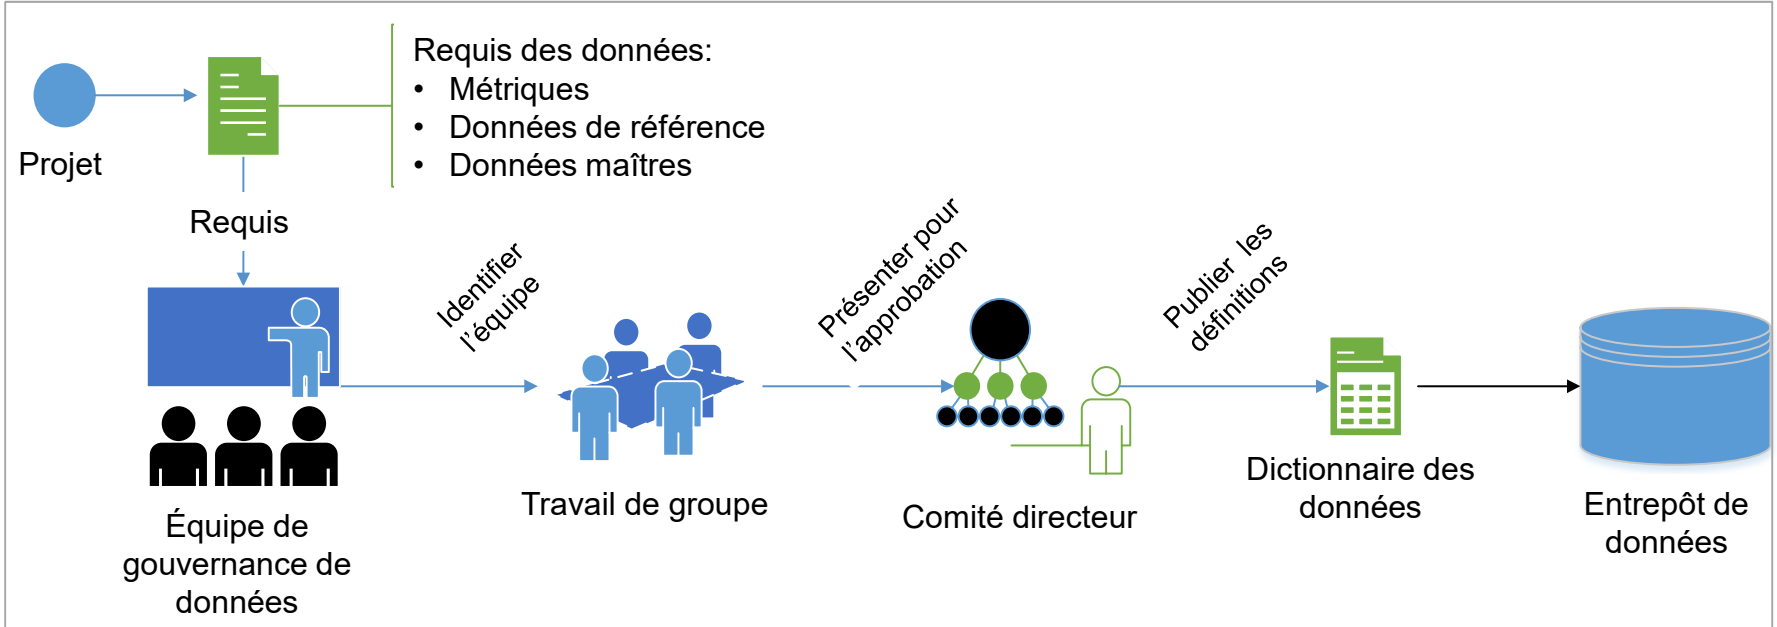 Requis des données:
• Métriques
• Données de référence
• Données maîtres
Projet
Requis
Identifier
l’équipe
Présenter pour
l’approbation
Publier les
définitions
Équipe de
gouvernance de
données
Travail de groupe
Comité directeur
Dictionnaire des
données
Entrepôt de
données